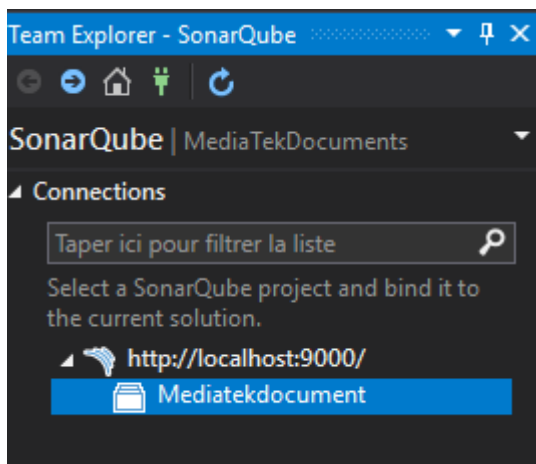 Team Explorer - SonarQube
SonarQube | MediaTekDocuments
Connections
Taper ici pour filtrer la liste
Select a SonarQube project and bind it to
the current solution.
http://localhost:9000/
Mediatekdocument